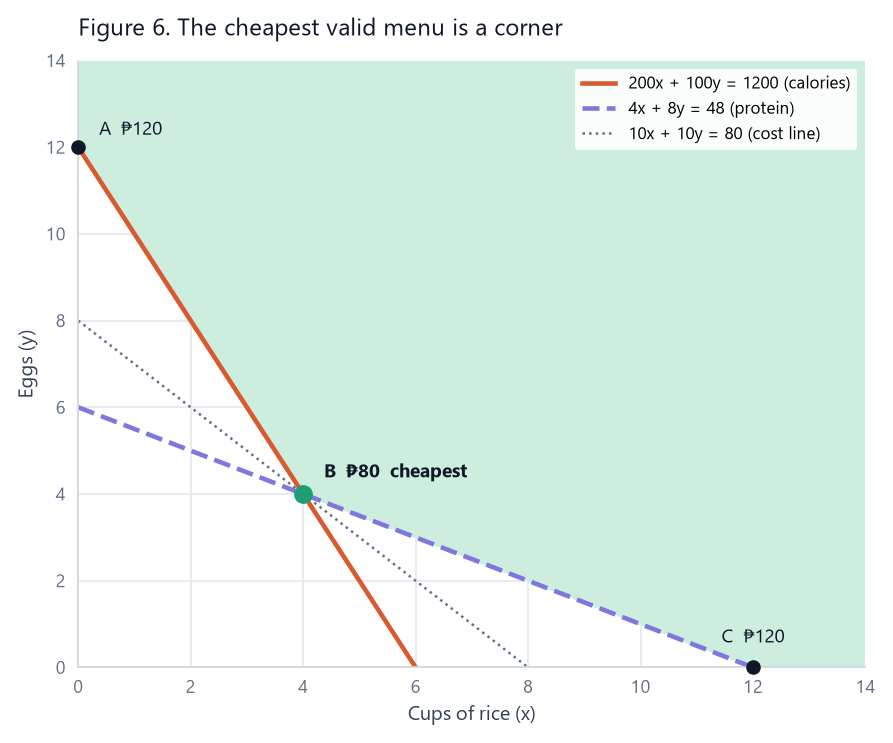 Figure 6. The cheapest valid menu is a corner
200x + 100y = 1200 (calories)
4x + 8y = 48 (protein)
10x + 10y = 80 (cost line)
A ₱120
B ₱80 cheapest
C ₱120
Eggs (y)
14
12
10
8
6
4
2
0
0 2 4 6 8 10 12 14
Cups of rice (x)